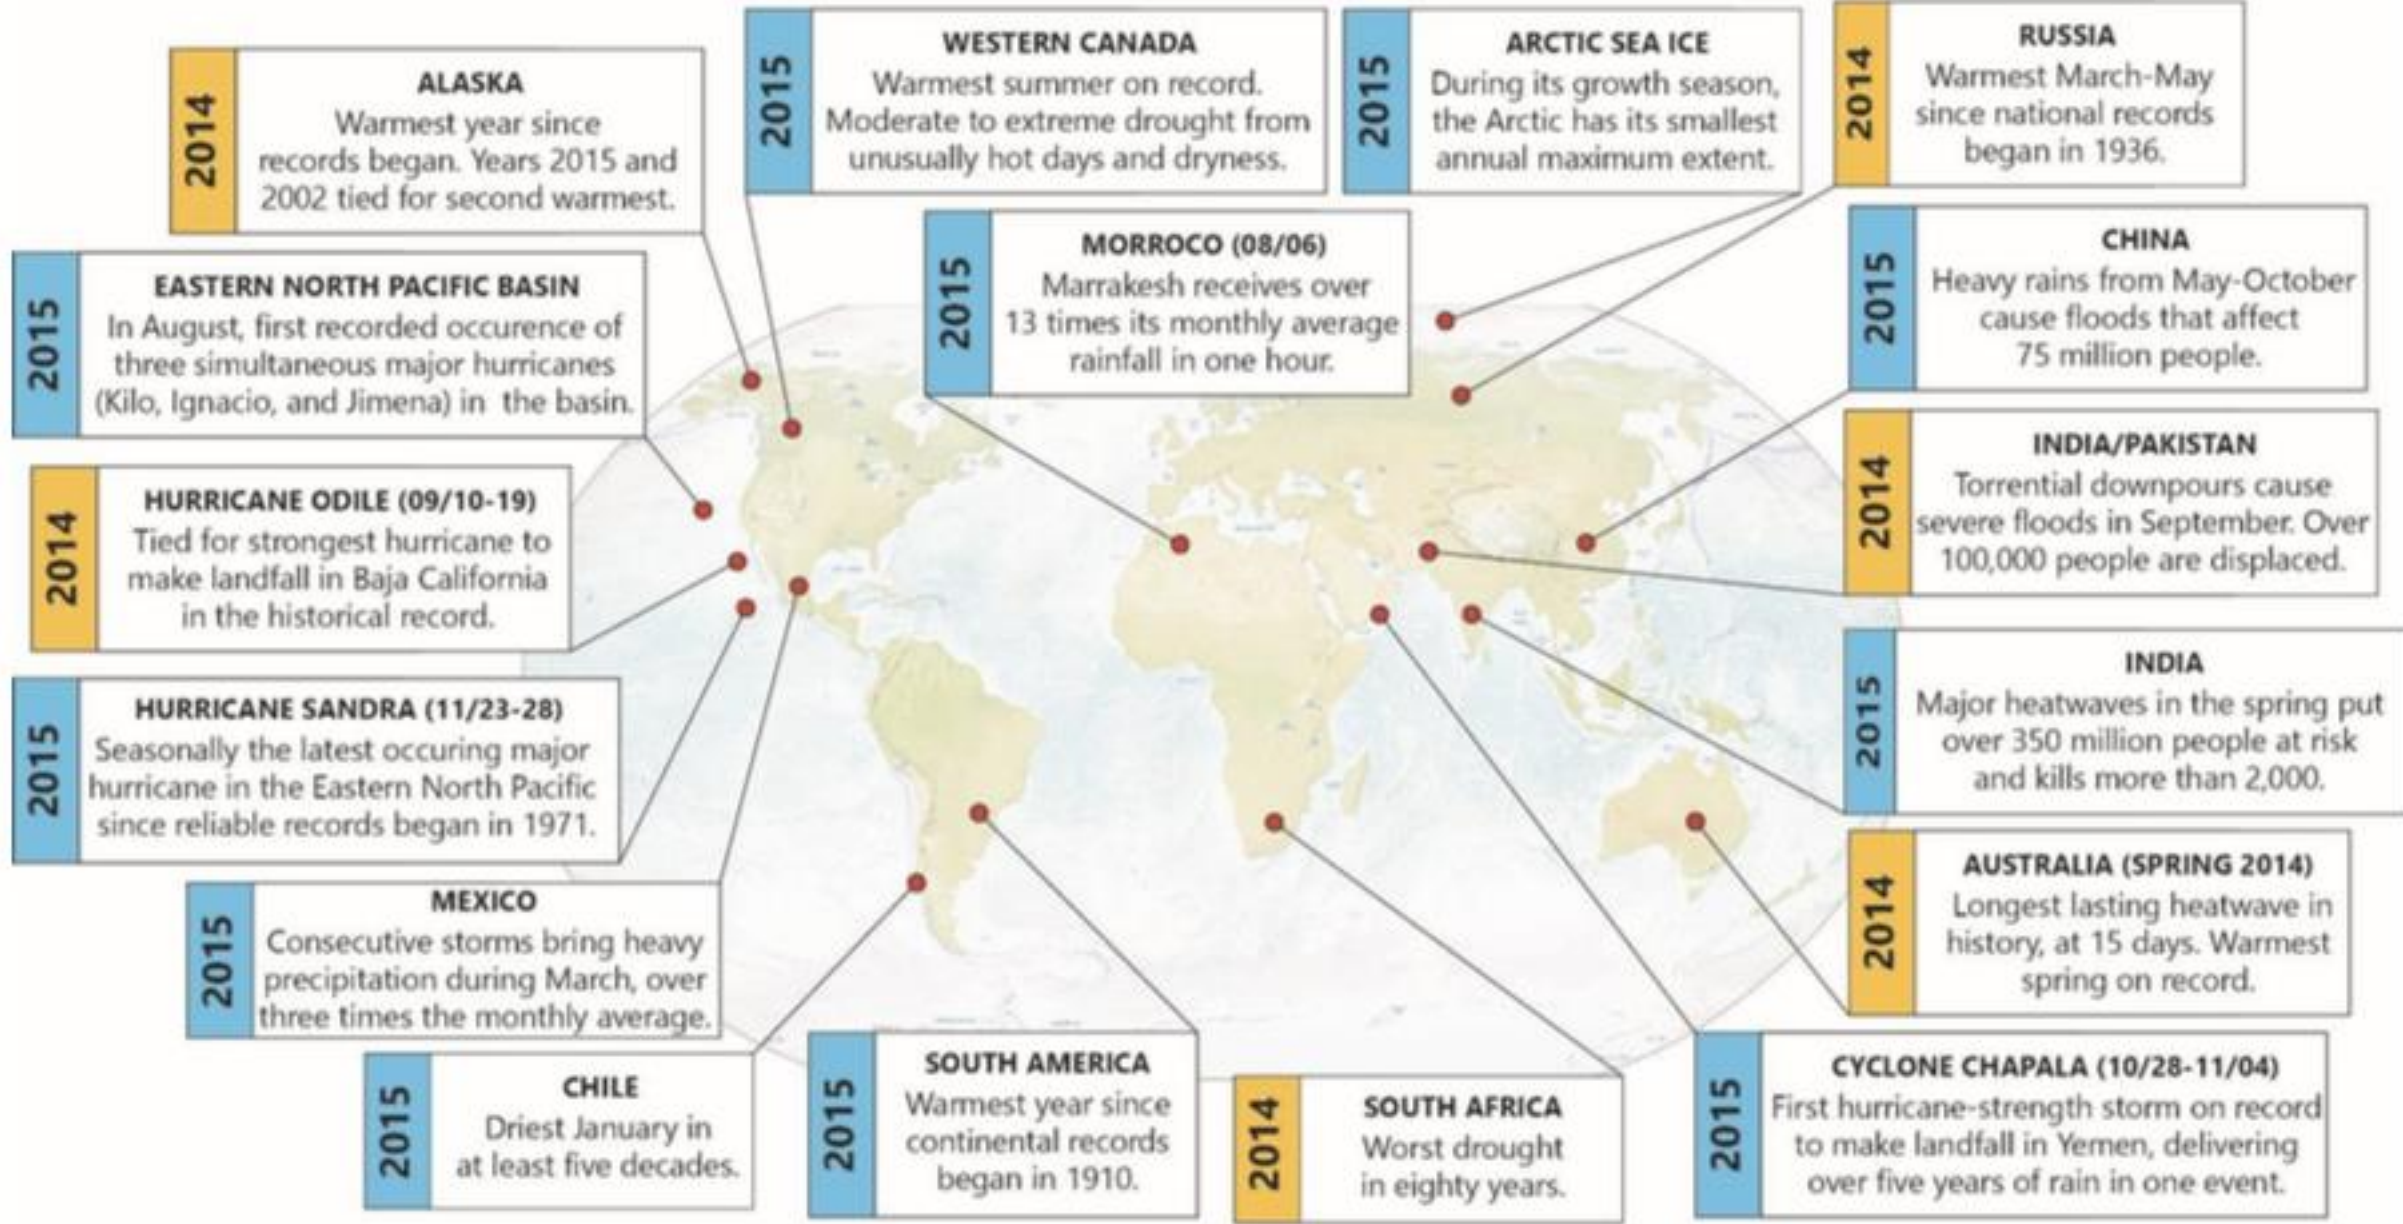 2014
ALASKA
Warmest year since
records began. Years 2015 and
2002 tied for second warmest.
2015
WESTERN CANADA
Warmest summer on record.
Moderate to extreme drought from
unusually hot days and dryness.
2015
ARCTIC SEA ICE
During its growth season,
the Arctic has its smallest
annual maximum extent.
2014
RUSSIA
Warmest March-May
since national records
began in 1936.
2015
EASTERN NORTH PACIFIC BASIN
In August, first recorded occurence of
three simultaneous major hurricanes
(Kilo, Ignacio, and Jimena) in the basin.
2015
MORROCO (08/06)
Marrakesh receives over
13 times its monthly average
rainfall in one hour.
2015
CHINA
Heavy rains from May-October
cause floods that affect
75 million people.
2014
HURRICANE ODILE (09/10-19)
Tied for strongest hurricane to
make landfall in Baja California
in the historical record.
2014
INDIA/PAKISTAN
Torrential downpours cause
severe floods in September. Over
100,000 people are displaced.
2015
HURRICANE SANDRA (11/23-28)
Seasonally the latest occuring major
hurricane in the Eastern North Pacific
since reliable records began in 1971.
2015
INDIA
Major heatwaves in the spring put
over 350 million people at risk
and kills more than 2,000.
2015
MEXICO
Consecutive storms bring heavy
precipitation during March, over
three times the monthly average.
2014
AUSTRALIA (SPRING 2014)
Longest lasting heatwave in
history, at 15 days. Warmest
spring on record.
2015
CHILE
Driest January in
at least five decades.
2015
SOUTH AMERICA
Warmest year since
continental records
began in 1910.
2014
SOUTH AFRICA
Worst drought
in eighty years.
2015
CYCLONE CHAPALA (10/28-11/04)
First hurricane-strength storm on record
to make landfall in Yemen, delivering
over five years of rain in one event.